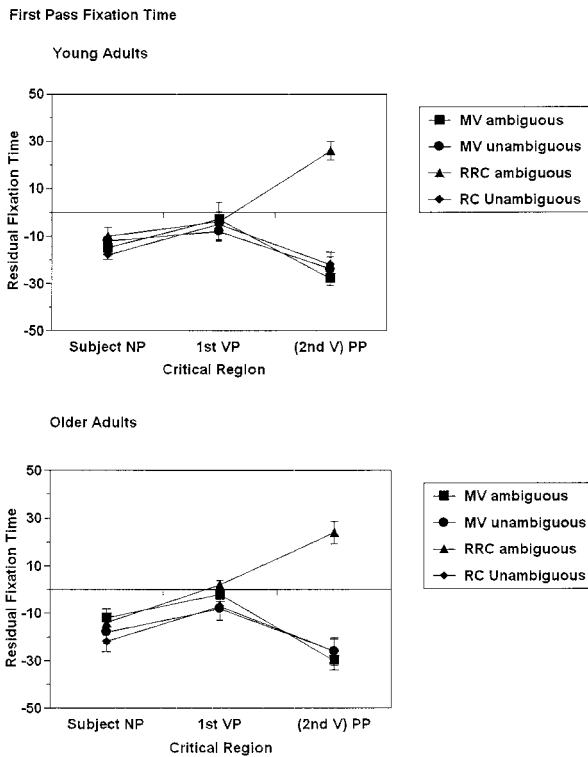 First Pass Fixation Time
Young Adults
50
30
10
-10
-30
-50
Residual Fixation Time
Subject NP 1st VP (2nd V) PP
Critical Region
MV ambiguous
MV unambiguous
RRC ambiguous
RC Unambiguous
Older Adults
50
30
10
-10
-30
-50
Residual Fixation Time
Subject NP 1st VP (2nd V) PP
Critical Region
MV ambiguous
MV unambiguous
RRC ambiguous
RC Unambiguous